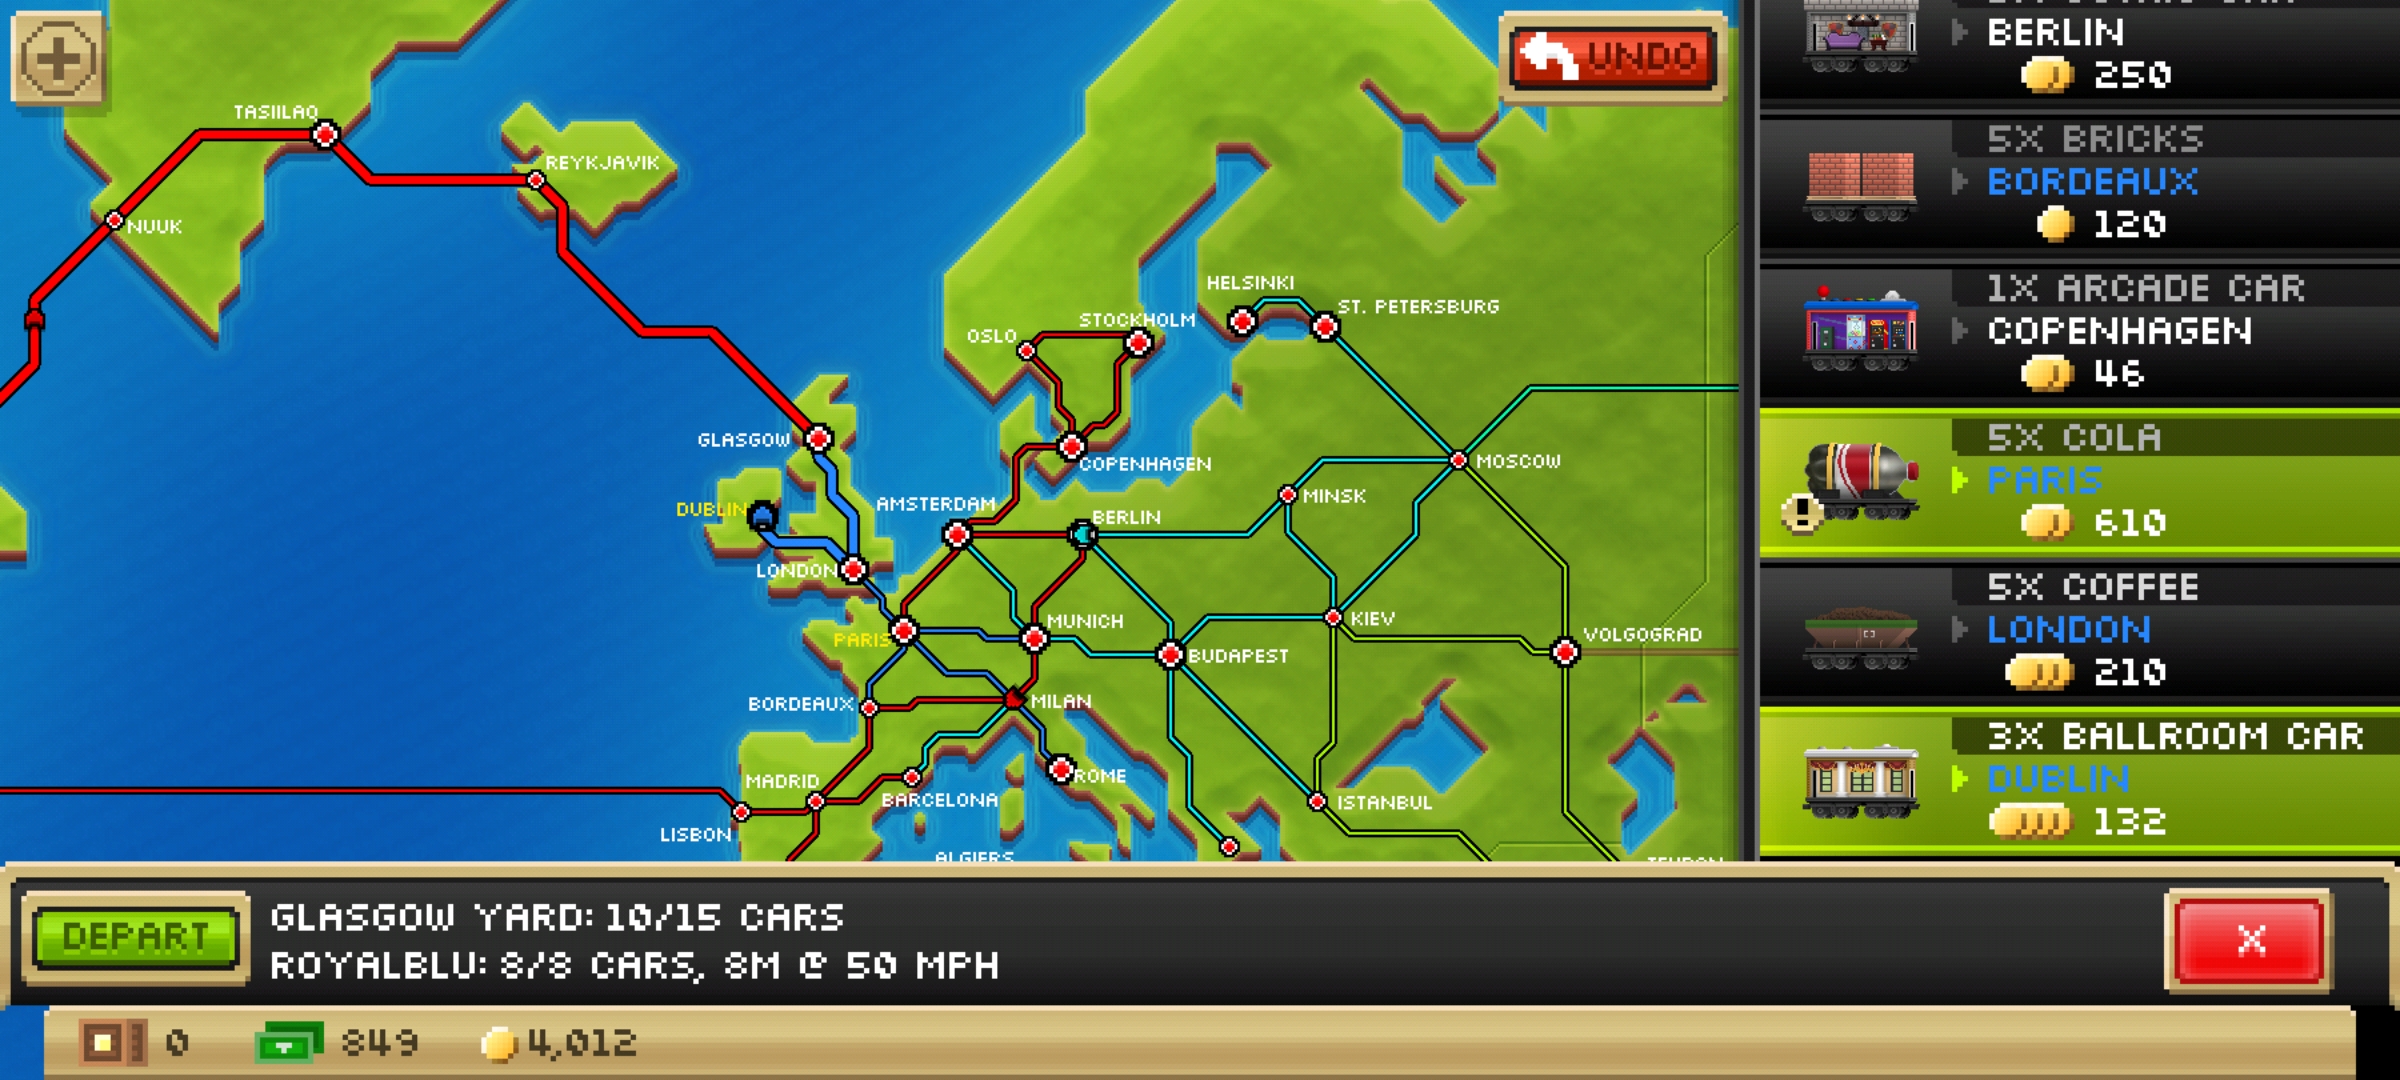 UNDO
TASIILAQ
REYKJAVIK
NUUK
HELSINKI
ST. PETERSBURG
STOCKHOLM
OSLO
GLASGOW
COPENHAGEN
MOSCOW
AMSTERDAM
MINSK
DUBLIN
BERLIN
LONDON
MUNICH
KIEV
PARIS
BUDAPEST
VOLGOGRAD
BORDEAUX
MILAN
MADRID
ROME
BARCELONA
ISTANBUL
LISBON
ALGIERS
BERLIN
250
5X BRICKS
BORDEAUX
120
1X ARCADE CAR
COPENHAGEN
46
5X COLA
PARIS
610
5X COFFEE
LONDON
210
3X BALLROOM CAR
DUBLIN
132
DEPART
GLASGOW YARD: 10/15 CARS
ROYALBLU: 8/8 CARS, 8M @ 50 MPH
X
0
849
4,012